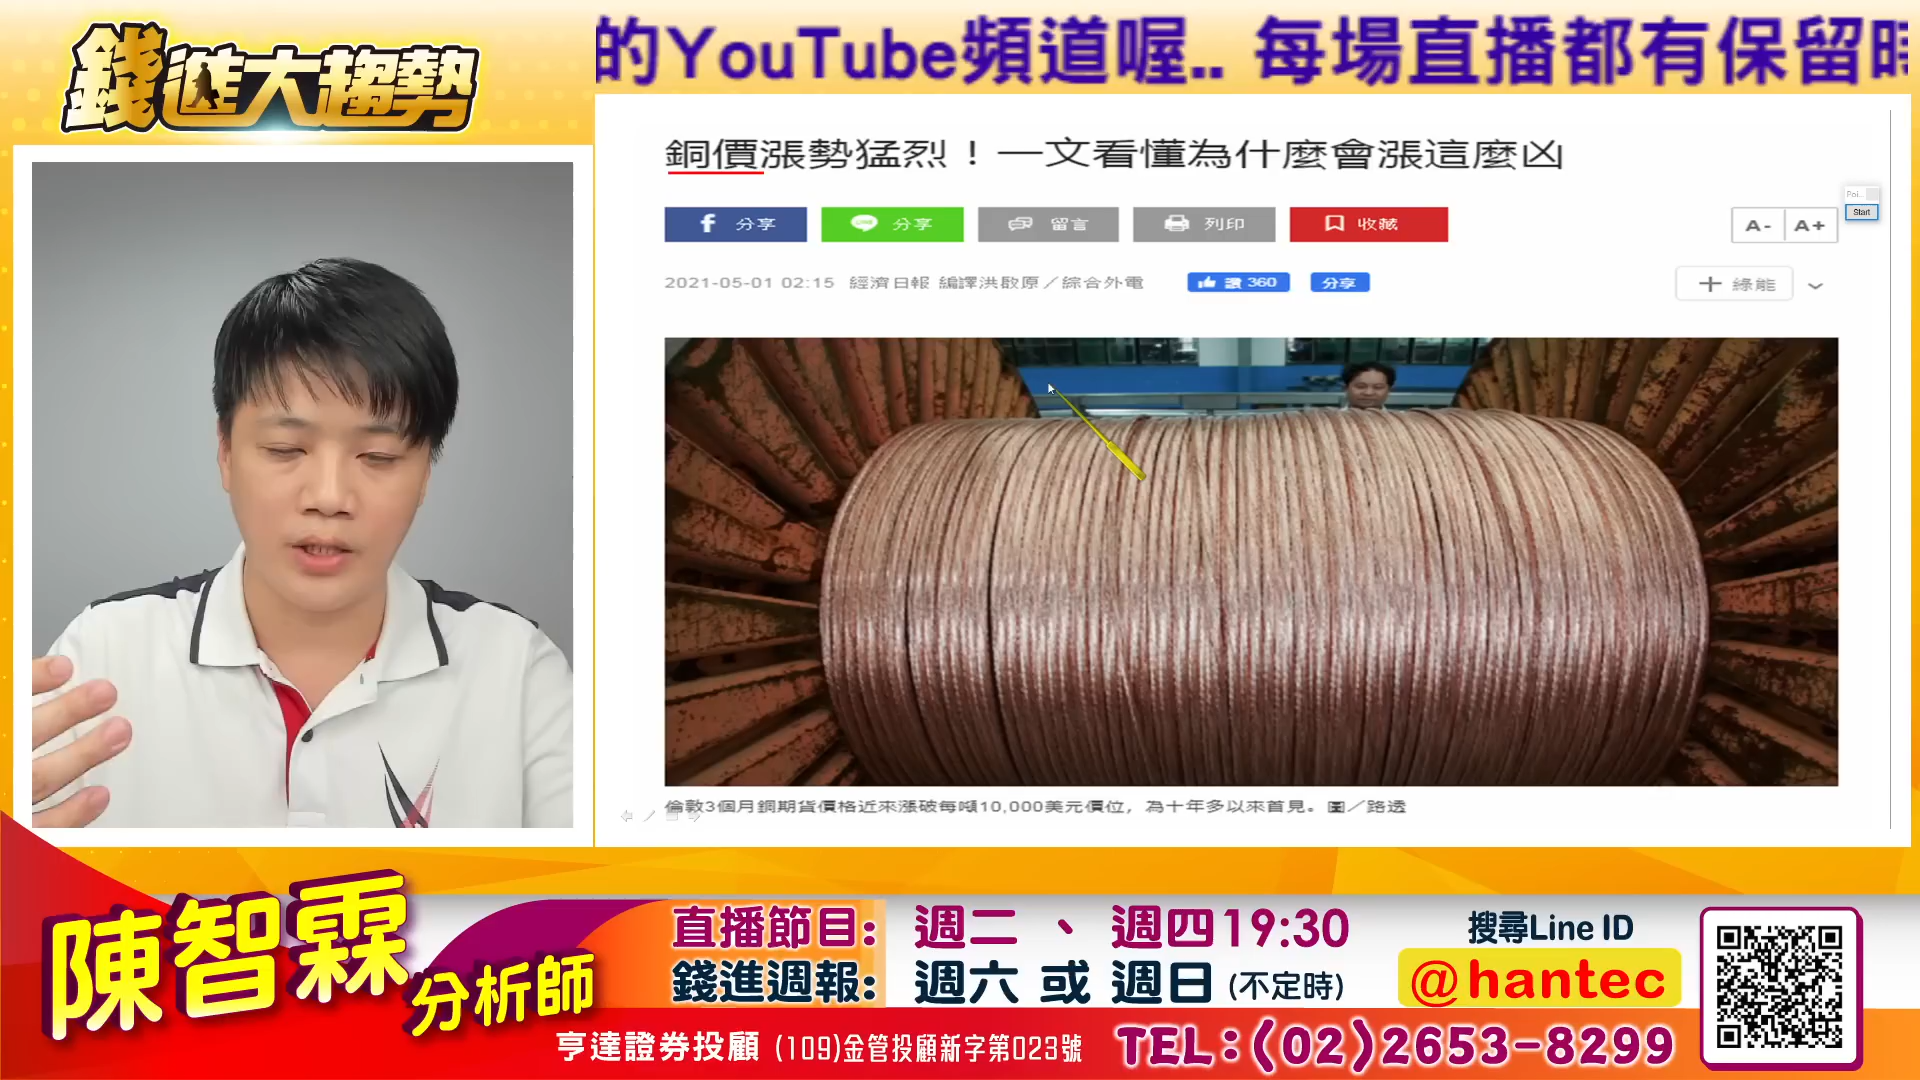 錢進大趨勢
的YouTube頻道喔.. 每場直播都有保留時
銅價漲勢猛烈！一文看懂為什麼會漲這麼凶
分享
分享
留言
列印
收藏
A- A+
Poi...
Start
2021-05-01 02:15 經濟日報 編譯洪啟原／綜合外電
讚 360
分享
綠能
倫敦3個月銅期貨價格近來漲破每噸10,000美元價位，為十年多以來首見。圖／路透
陳智霖
分析師
直播節目: 週二 、 週四19:30
錢進週報: 週六 或 週日 (不定時)
搜尋Line ID
@hantec
亨達證券投顧 (109)金管投顧新字第023號
TEL:(02)2653-8299